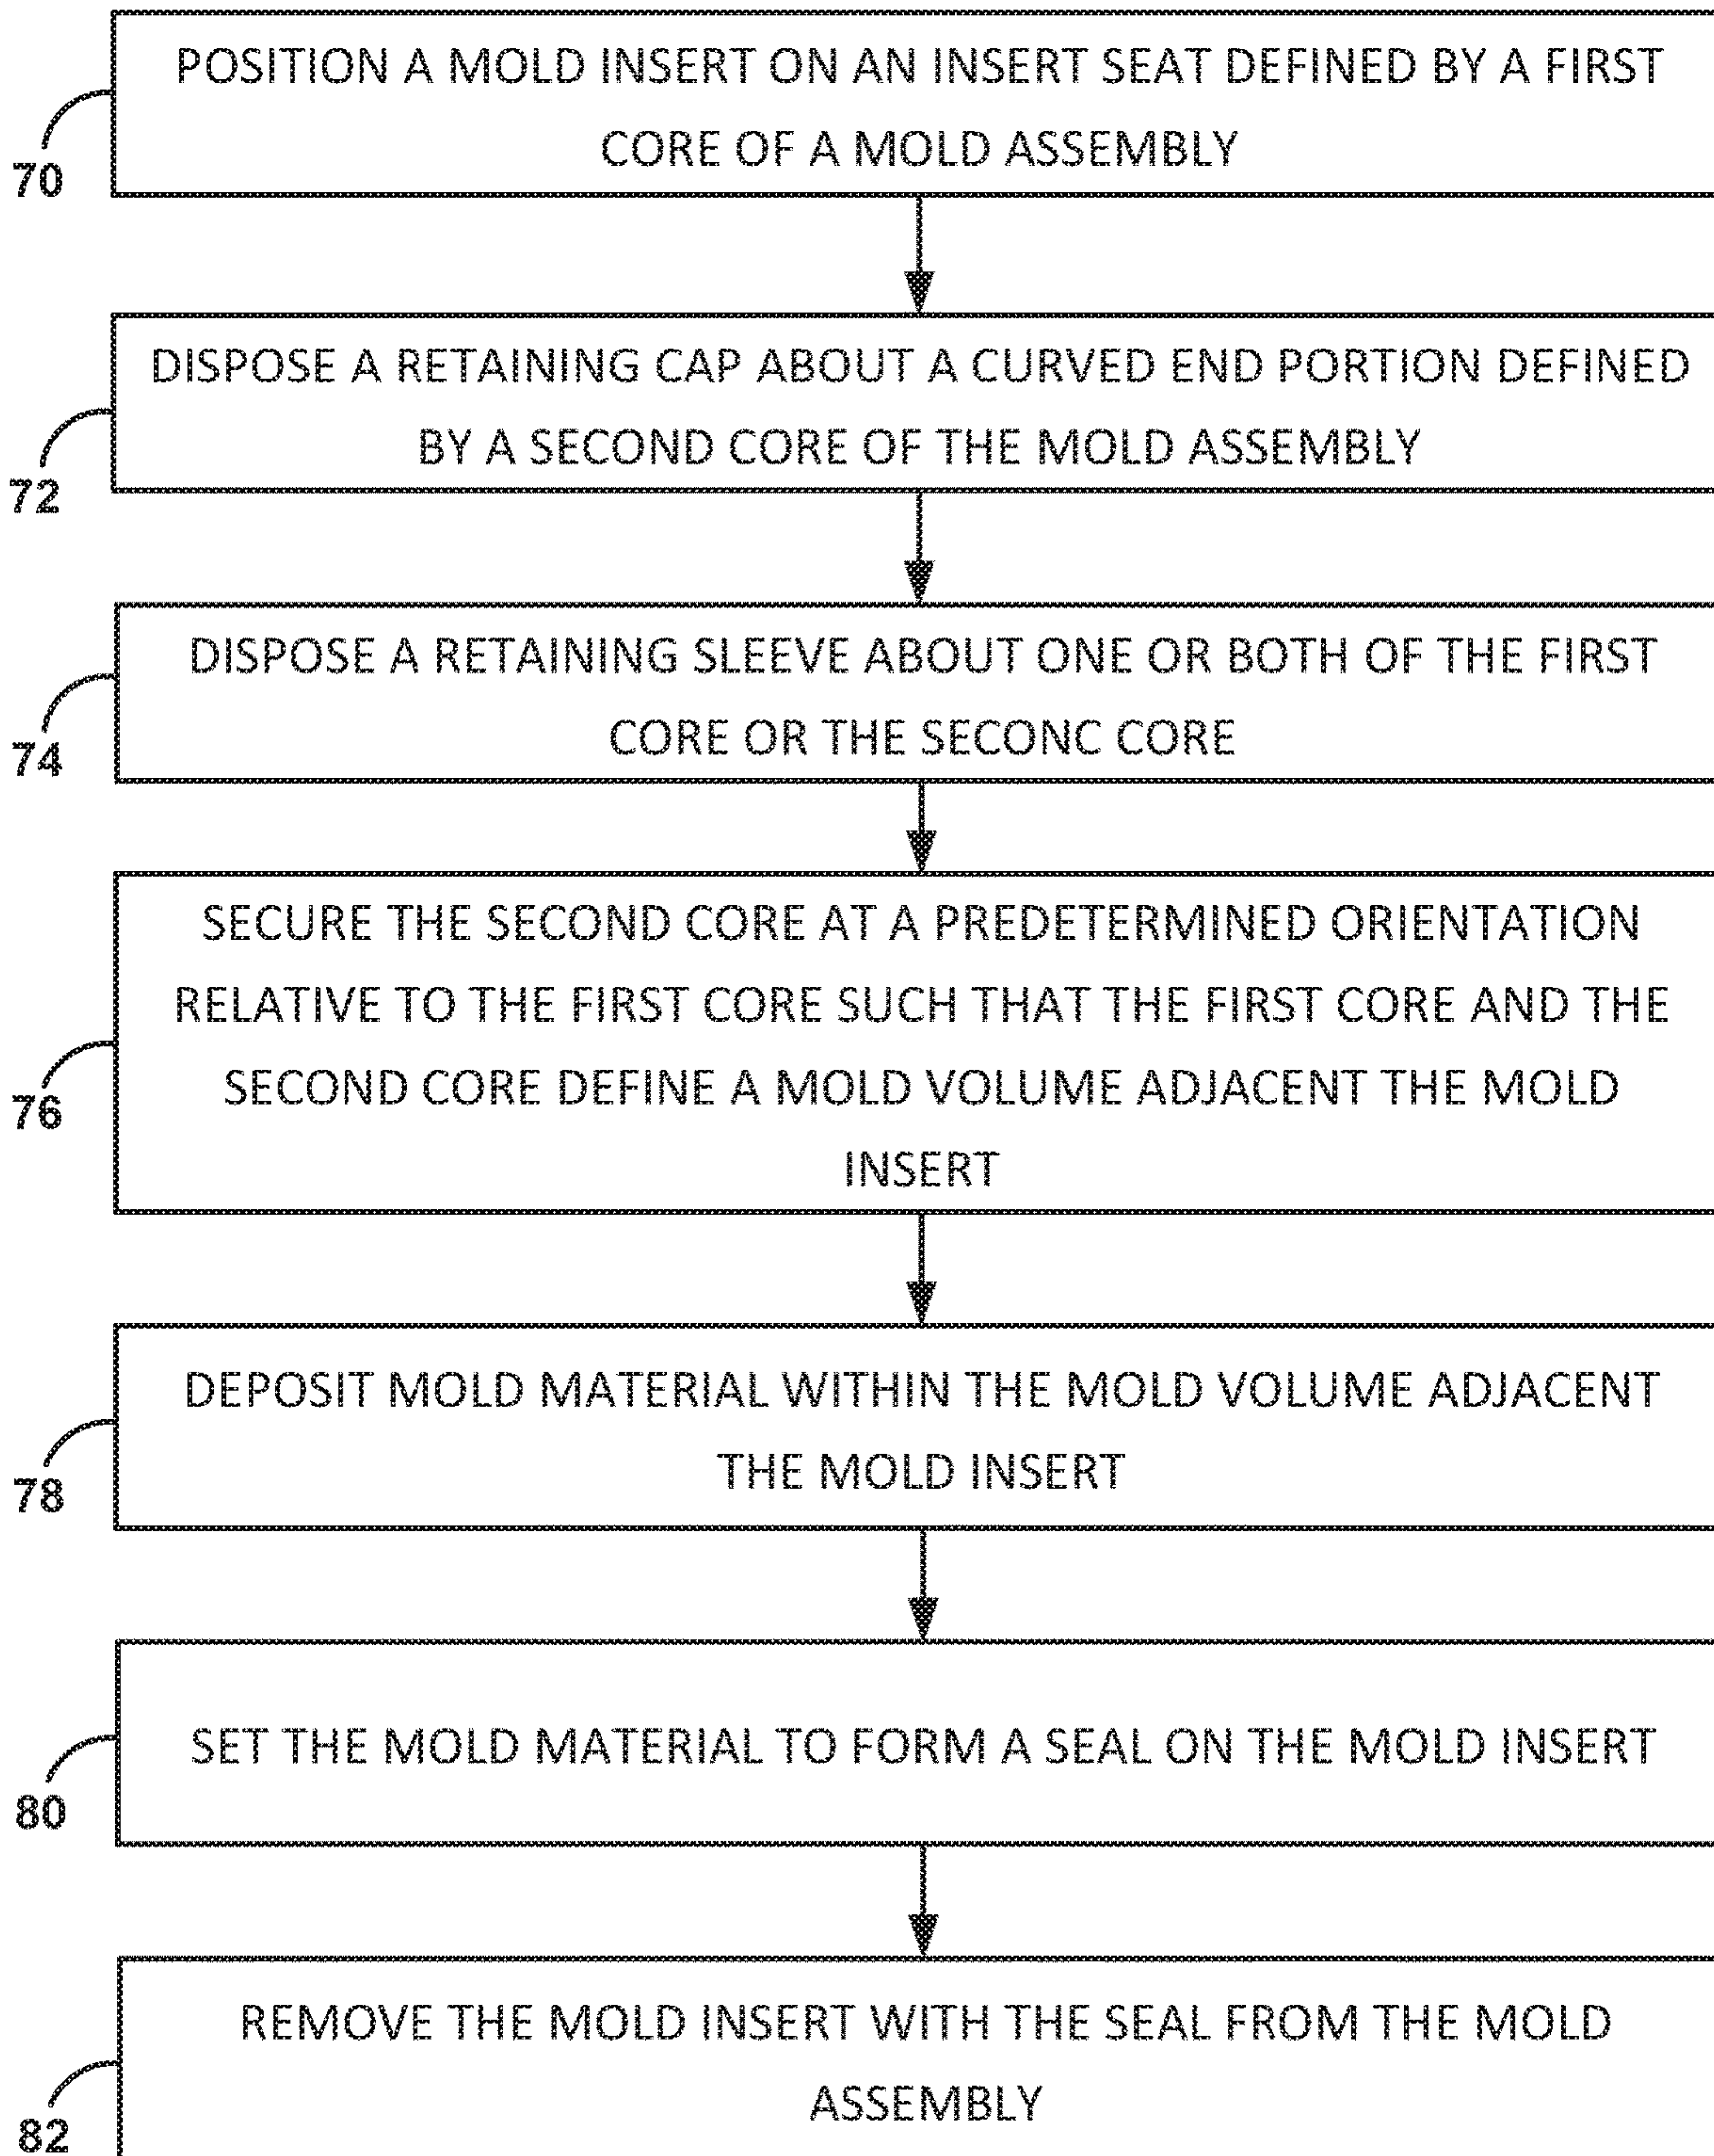 POSITION A MOLD INSERT ON AN INSERT SEAT DEFINED BY A FIRST
CORE OF A MOLD ASSEMBLY
70
DISPOSE A RETAINING CAP ABOUT A CURVED END PORTION DEFINED
BY A SECOND CORE OF THE MOLD ASSEMBLY
72
DISPOSE A RETAINING SLEEVE ABOUT ONE OR BOTH OF THE FIRST
CORE OR THE SECONC CORE
74
SECURE THE SECOND CORE AT A PREDETERMINED ORIENTATION
RELATIVE TO THE FIRST CORE SUCH THAT THE FIRST CORE AND THE
SECOND CORE DEFINE A MOLD VOLUME ADJACENT THE MOLD
INSERT
76
DEPOSIT MOLD MATERIAL WITHIN THE MOLD VOLUME ADJACENT
THE MOLD INSERT
78
SET THE MOLD MATERIAL TO FORM A SEAL ON THE MOLD INSERT
80
REMOVE THE MOLD INSERT WITH THE SEAL FROM THE MOLD
ASSEMBLY
82